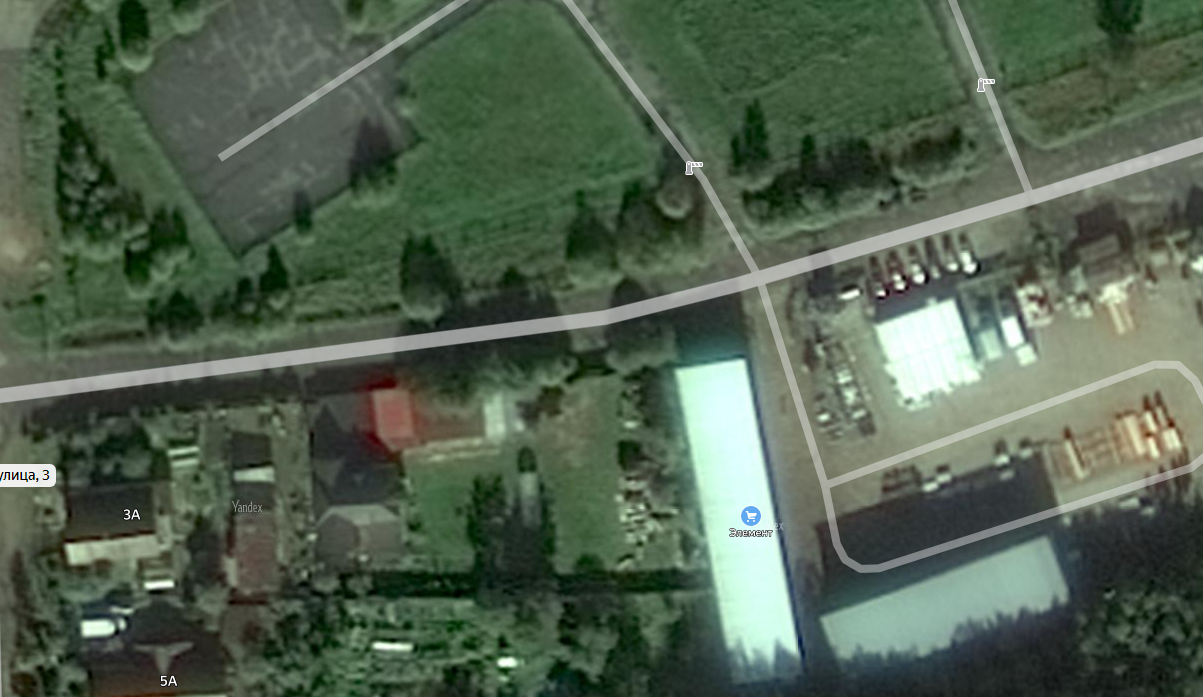 улица, 3
3А
Yandex
Элемент
5А